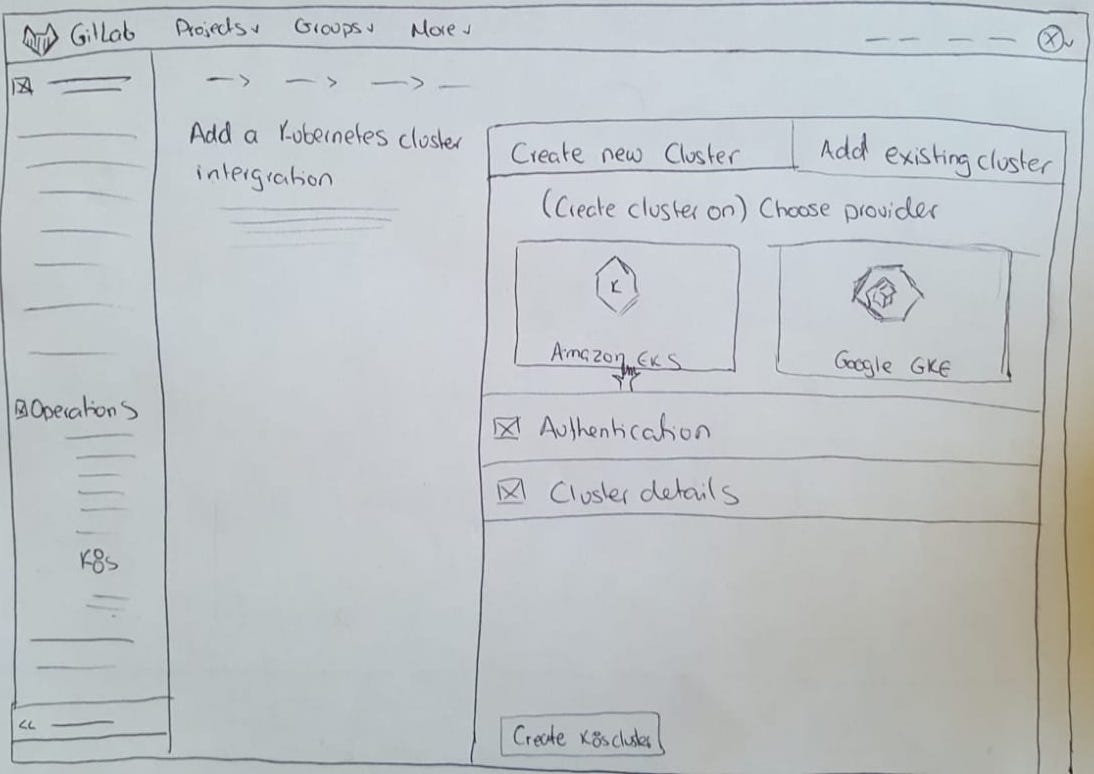 GitLab Projects Groups More
Add a Kubernetes cluster
intergration
Create new Cluster
Add existing cluster
(Create cluster on) Choose provider
K
Amazon EKS
Google GKE
Authentication
Cluster details
Operations
K8s
<<
Create K8s cluster